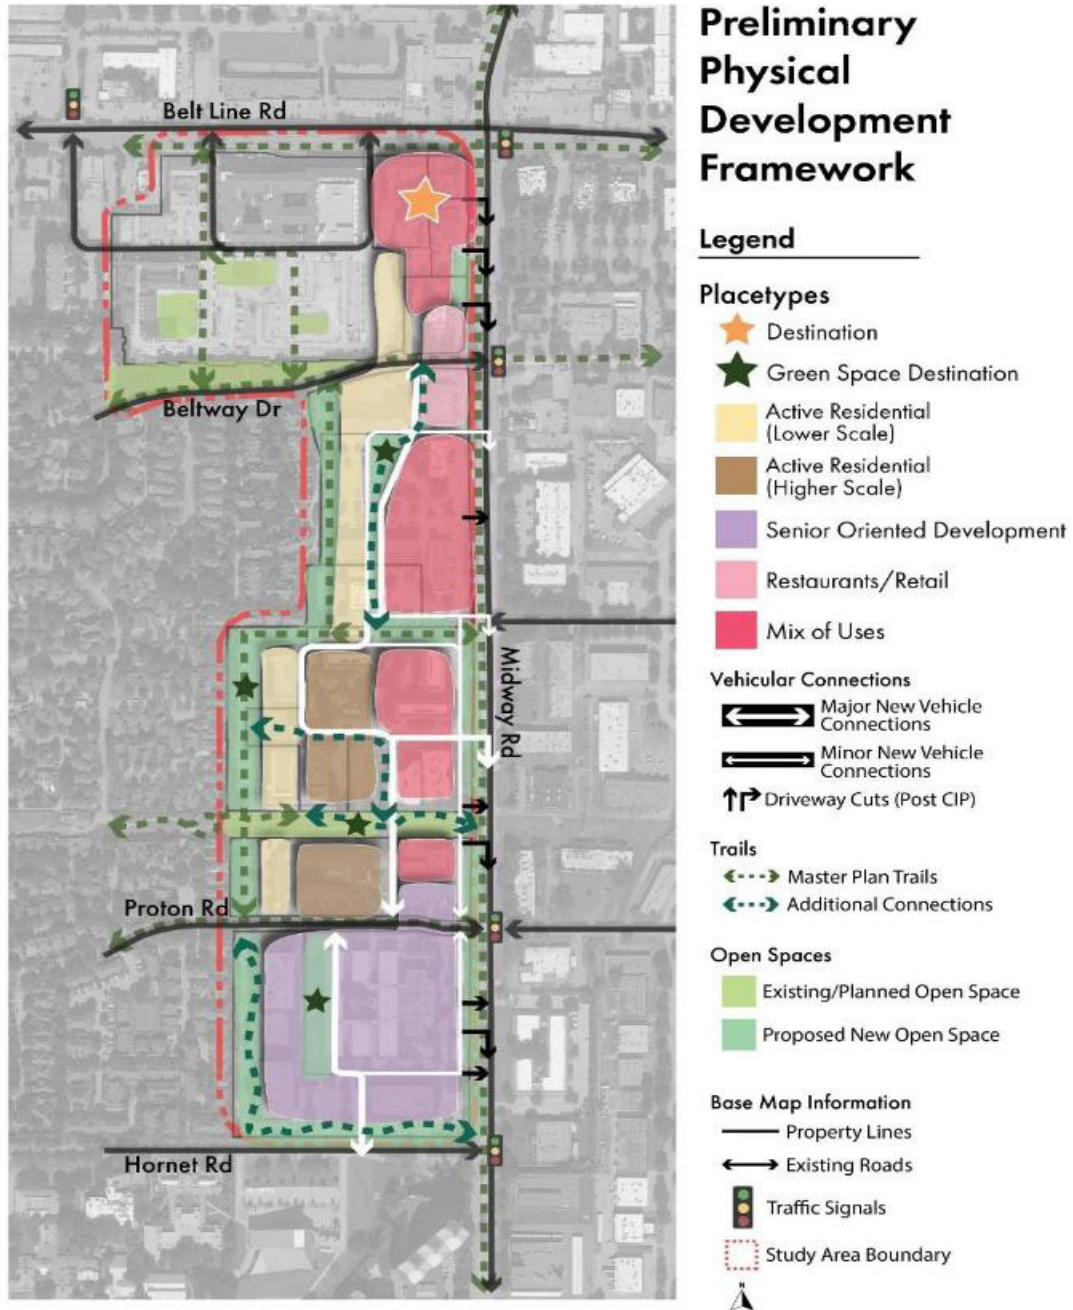 Preliminary
Physical
Development
Framework
Legend
Placetypes
Destination
Green Space Destination
Active Residential
(Lower Scale)
Active Residential
(Higher Scale)
Senior Oriented Development
Restaurants/Retail
Mix of Uses
Vehicular Connections
Major New Vehicle
Connections
Minor New Vehicle
Connections
Driveway Cuts (Post CIP)
Trails
Master Plan Trails
Additional Connections
Open Spaces
Existing/Planned Open Space
Proposed New Open Space
Base Map Information
Property Lines
Existing Roads
Traffic Signals
Study Area Boundary
N
Belt Line Rd
Beltway Dr
Midway Rd
Proton Rd
Hornet Rd